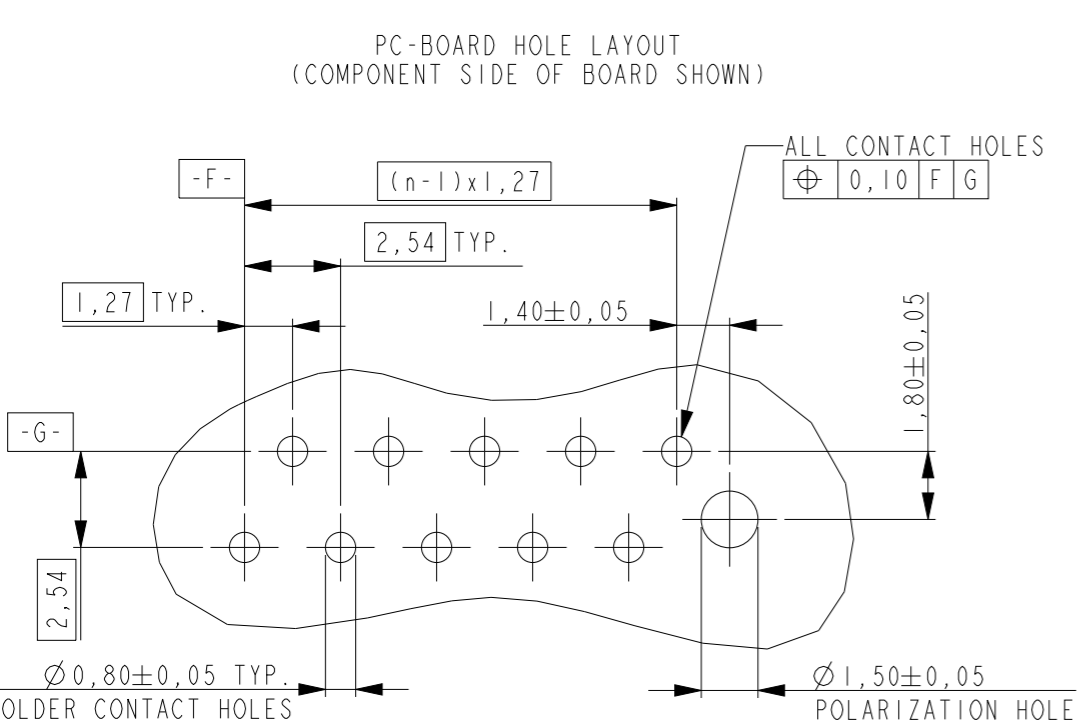 PC-BOARD HOLE LAYOUT
(COMPONENT SIDE OF BOARD SHOWN)
ALL CONTACT HOLES
⌖ 0,10 F G
-F-
(n-1)x1,27
2,54 TYP.
1,27 TYP.
1,40±0,05
1,80±0,05
-G-
2,54
∅0,80±0,05 TYP.
OLDER CONTACT HOLES
∅1,50±0,05
POLARIZATION HOLE